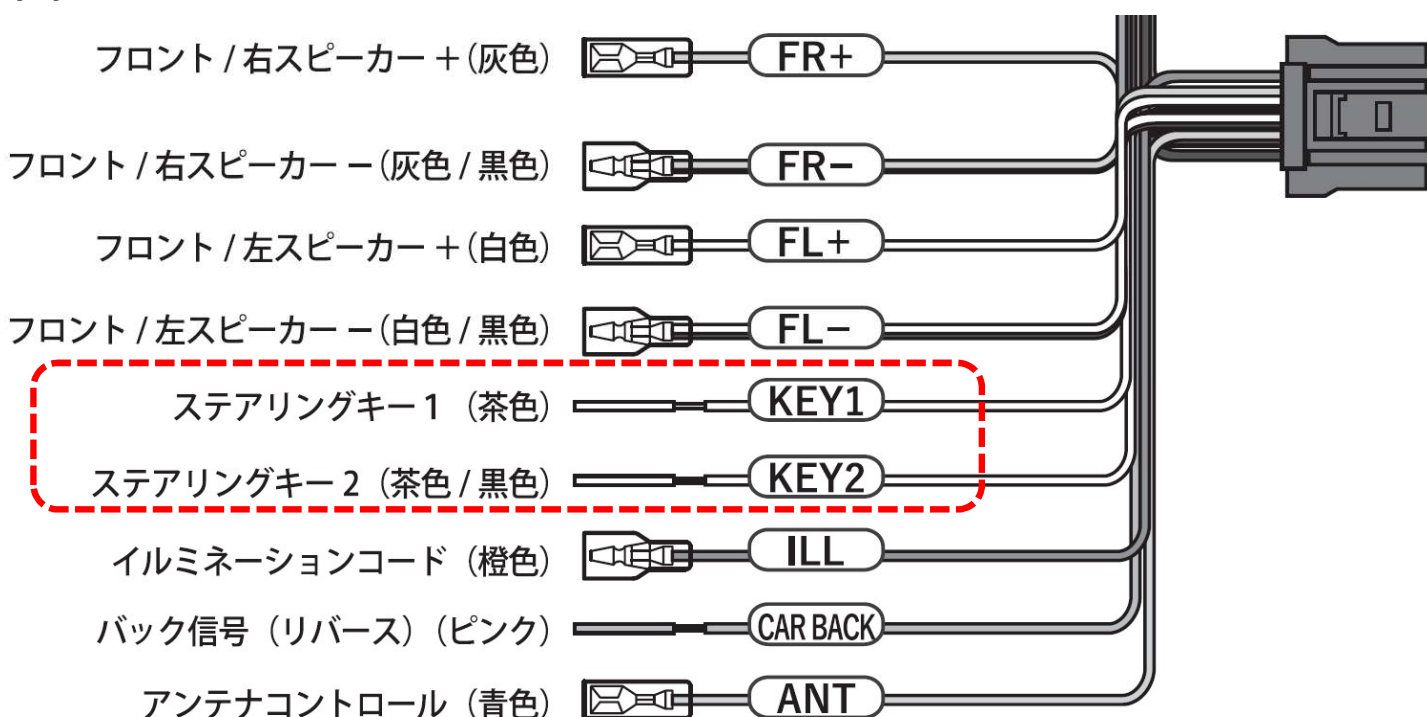 フロント / 右スピーカー ＋（灰色） FR+
フロント / 右スピーカー −（灰色 / 黒色） FR−
フロント / 左スピーカー ＋（白色） FL+
フロント / 左スピーカー −（白色 / 黒色） FL−
ステアリングキー 1 （茶色） KEY1
ステアリングキー 2（茶色 / 黒色） KEY2
イルミネーションコード（橙色） ILL
バック信号（リバース）（ピンク） CAR BACK
アンテナコントロール（青色） ANT